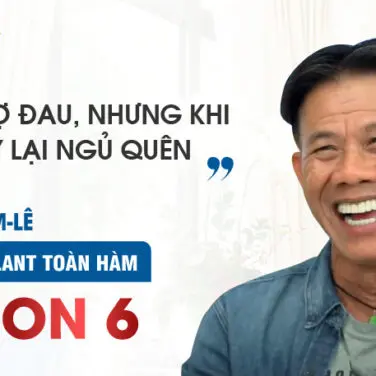 Ợ ĐAU, NHƯNG KHI
LẠI NGỦ QUÊN
”
M-LÊ
LANT TOÀN HÀM
ON 6